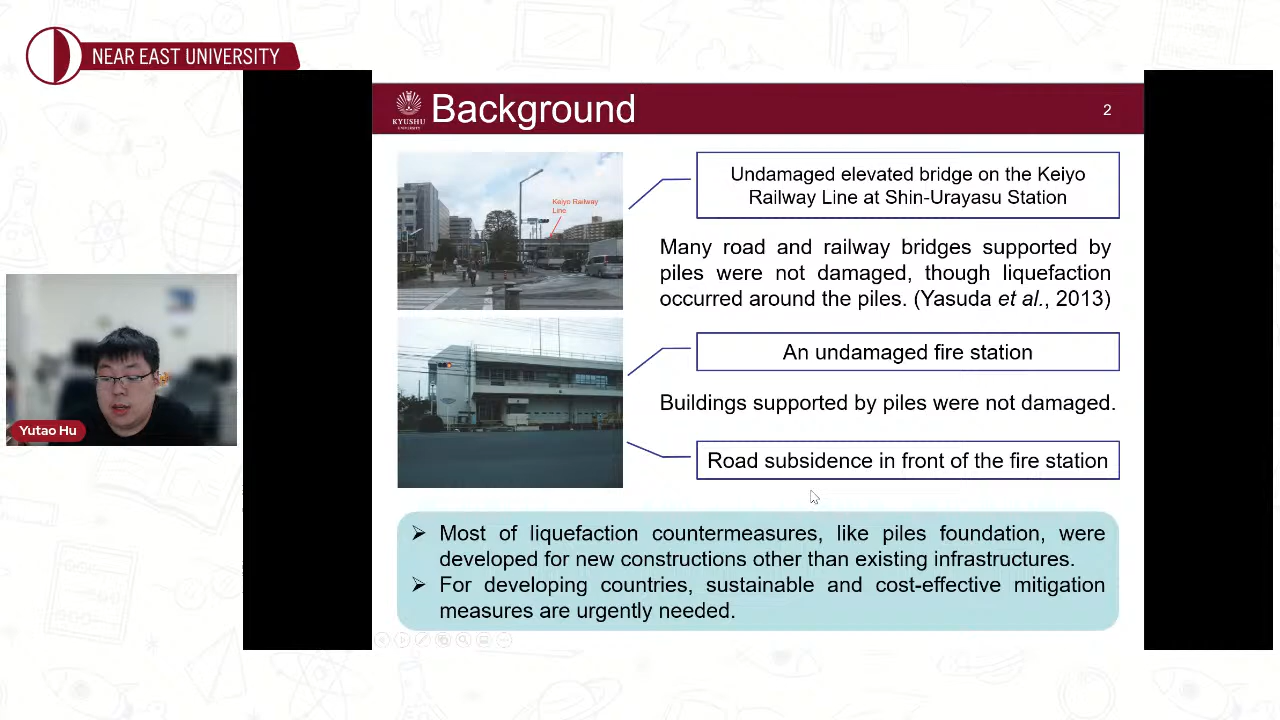 NEAR EAST UNIVERSITY
KYUSHU
UNIVERSITY
Background
2
Keiyo Railway
Line
Undamaged elevated bridge on the Keiyo
Railway Line at Shin-Urayasu Station
Many road and railway bridges supported by
piles were not damaged, though liquefaction
occurred around the piles. (Yasuda et al., 2013)
An undamaged fire station
Buildings supported by piles were not damaged.
Road subsidence in front of the fire station
Yutao Hu
➢ Most of liquefaction countermeasures, like piles foundation, were
developed for new constructions other than existing infrastructures.
➢ For developing countries, sustainable and cost-effective mitigation
measures are urgently needed.